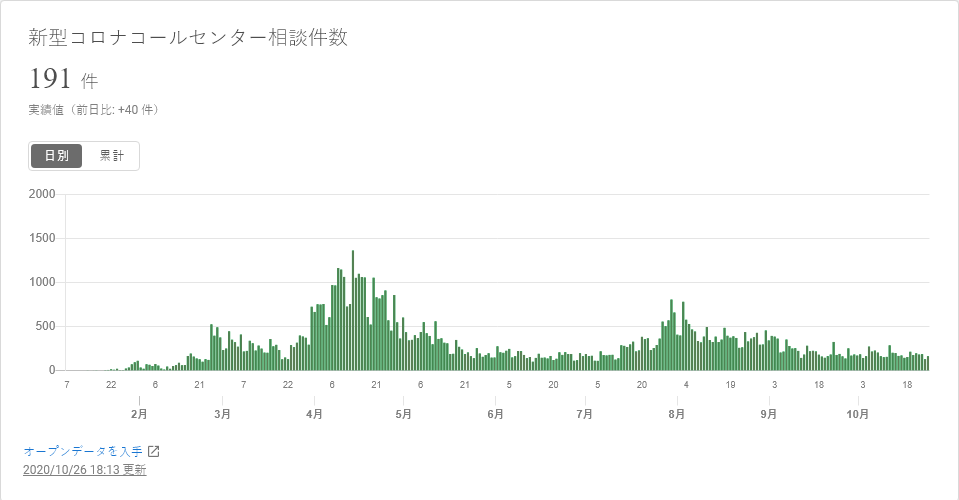 新型コロナコールセンター相談件数
191 件
実績値（前日比: +40 件）
日別 累計
2000
1500
1000
500
0
7 22 6 21 7 22 6 21 6 21 5 20 5 20 4 19 3 18 3 18
2月 3月 4月 5月 6月 7月 8月 9月 10月
オープンデータを入手
2020/10/26 18:13 更新